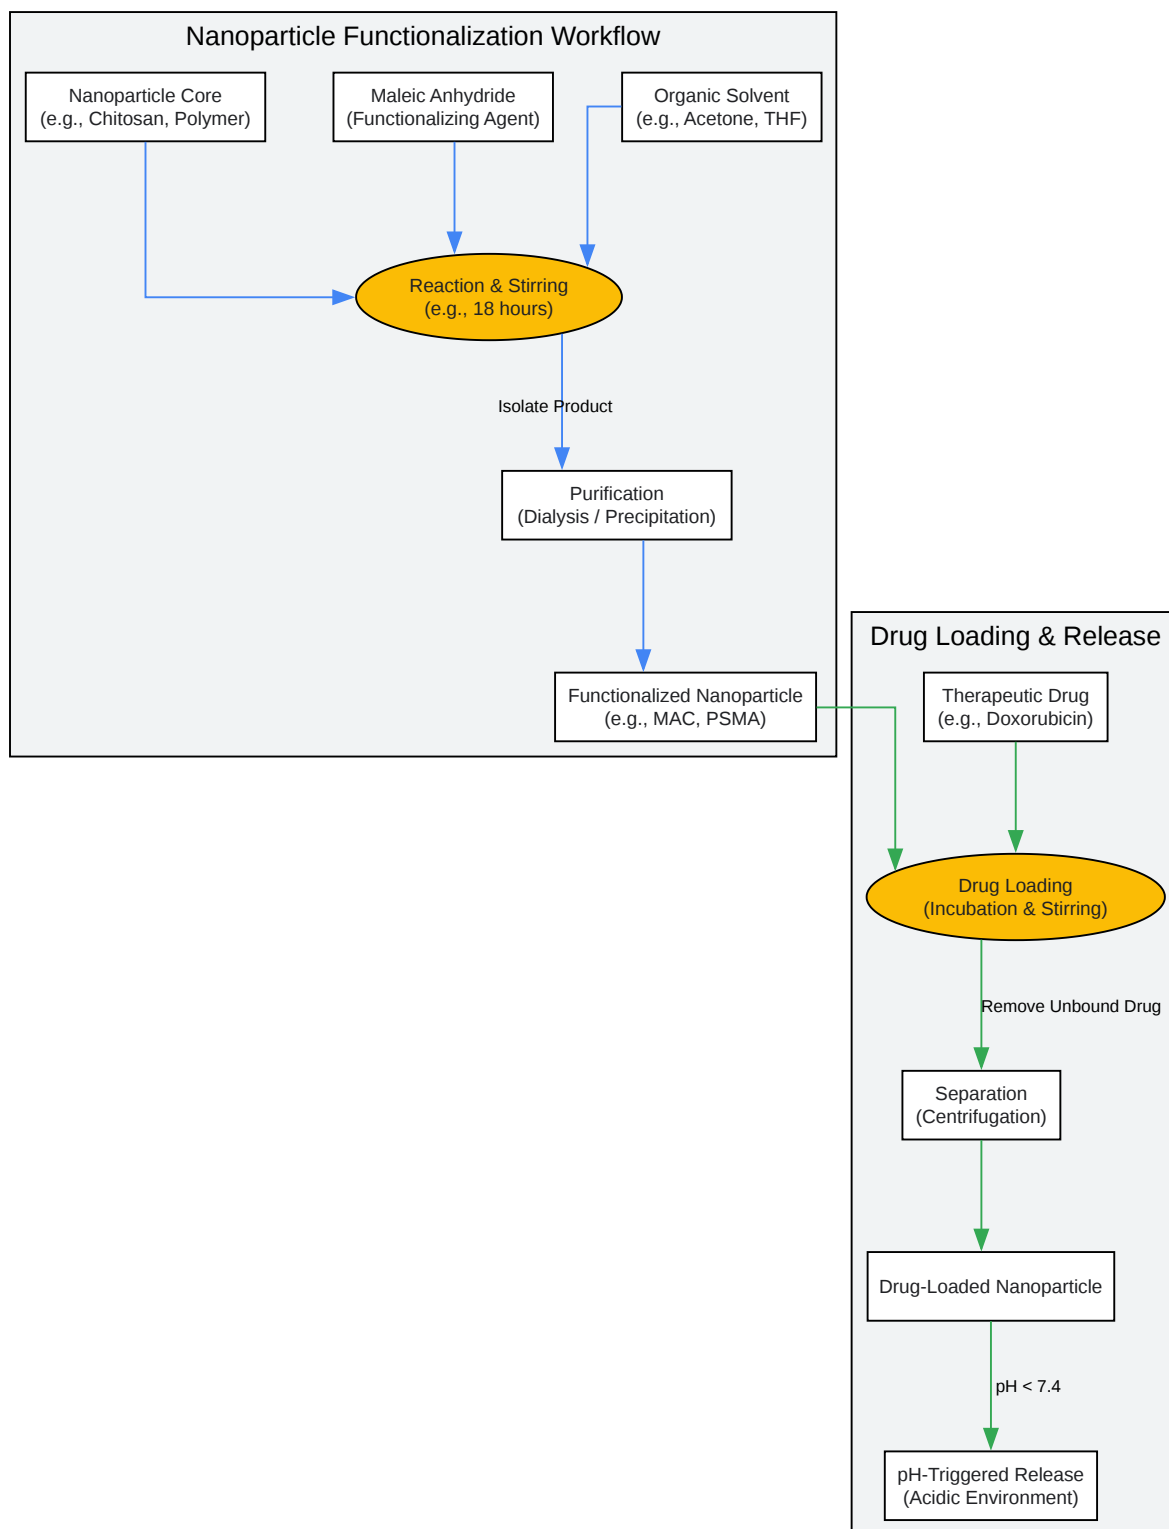 Nanoparticle Functionalization Workflow
Nanoparticle Core
(e.g., Chitosan, Polymer)
Maleic Anhydride
(Functionalizing Agent)
Organic Solvent
(e.g., Acetone, THF)
Reaction & Stirring
(e.g., 18 hours)
Isolate Product
Purification
(Dialysis / Precipitation)
Functionalized Nanoparticle
(e.g., MAC, PSMA)
Drug Loading & Release
Therapeutic Drug
(e.g., Doxorubicin)
Drug Loading
(Incubation & Stirring)
Remove Unbound Drug
Separation
(Centrifugation)
Drug-Loaded Nanoparticle
pH < 7.4
pH-Triggered Release
(Acidic Environment)